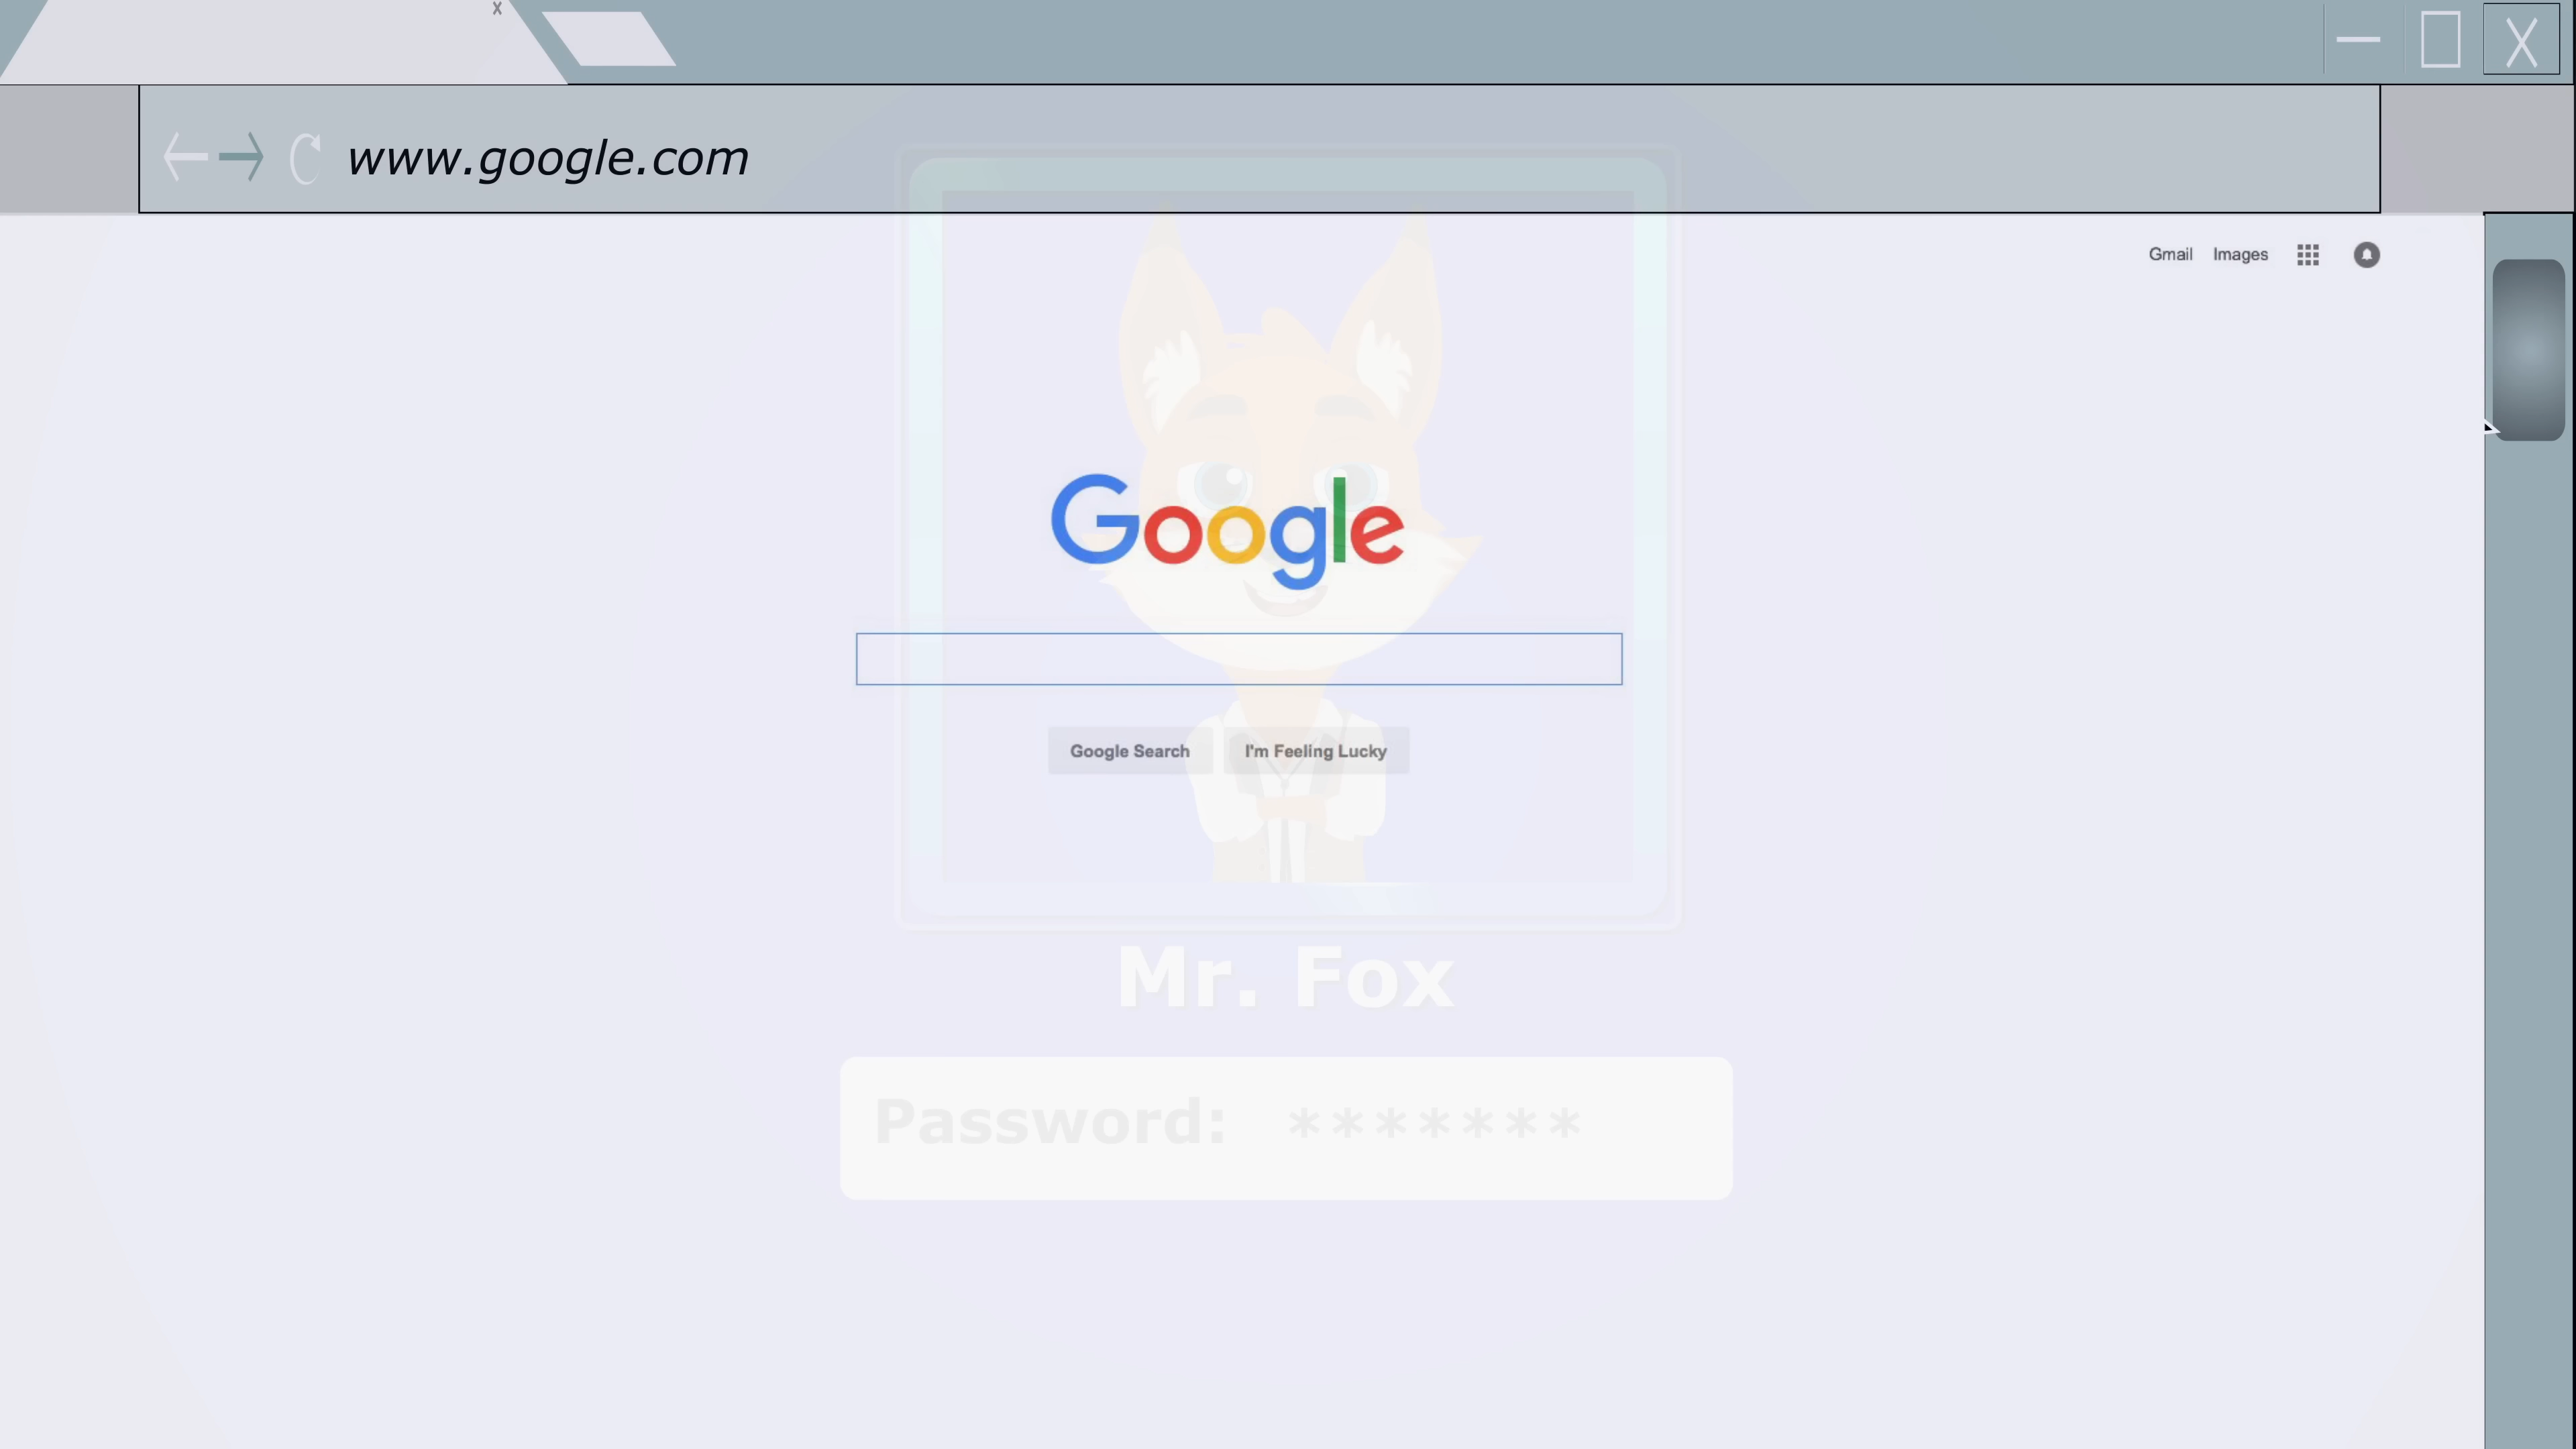 x
www.google.com
Gmail Images
Google
Google Search I'm Feeling Lucky
Mr. Fox
Password: *******